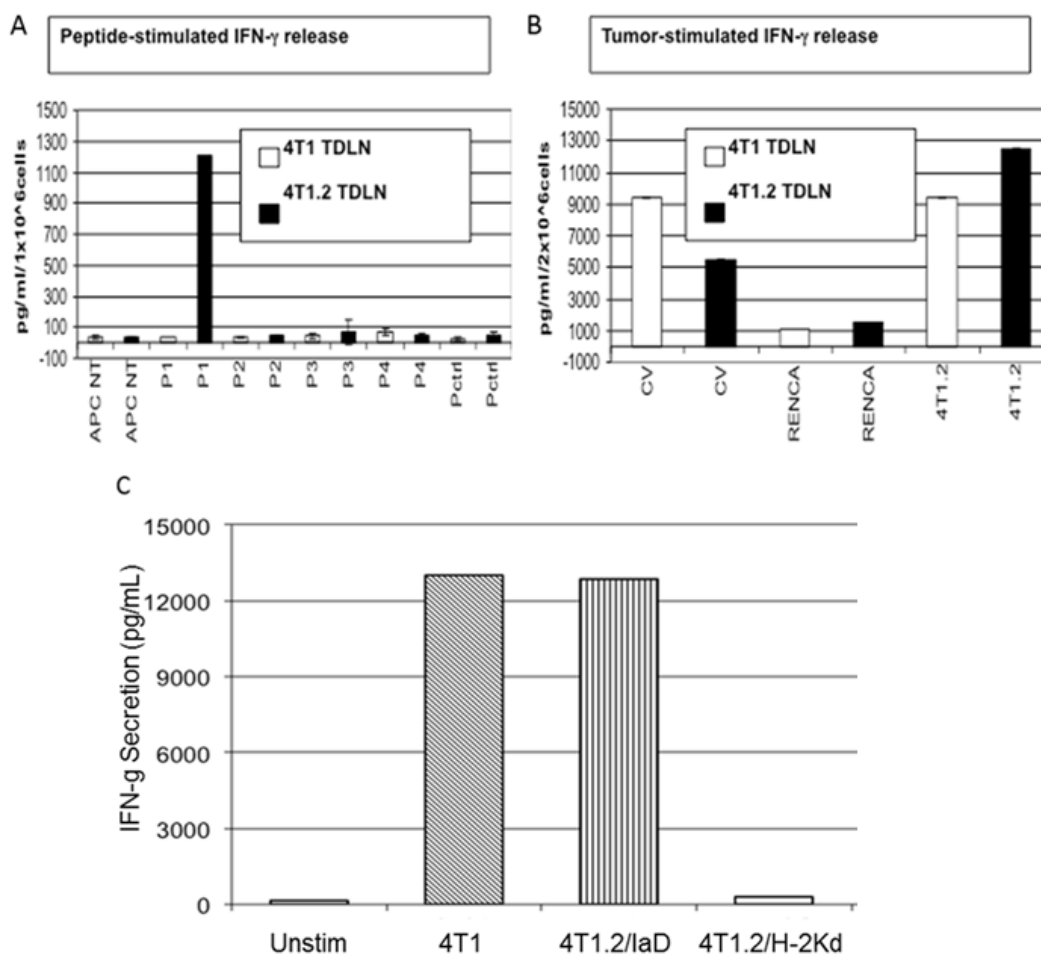 A
Peptide-stimulated IFN-γ release
pg/ml/1x10^6cells
1500
1300
1100
900
700
500
300
100
-100
4T1 TDLN
4T1.2 TDLN
APC NT
APC NT
P1
P1
P2
P2
P3
P3
P4
P4
Pctrl
Pctrl
B
Tumor-stimulated IFN-γ release
pg/ml/2x10^6cells
15000
13000
11000
9000
7000
5000
3000
1000
-1000
4T1 TDLN
4T1.2 TDLN
CV
CV
RENCA
RENCA
4T1.2
4T1.2
C
IFN-g Secretion (pg/mL)
15000
12000
9000
6000
3000
0
Unstim
4T1
4T1.2/IaD
4T1.2/H-2Kd